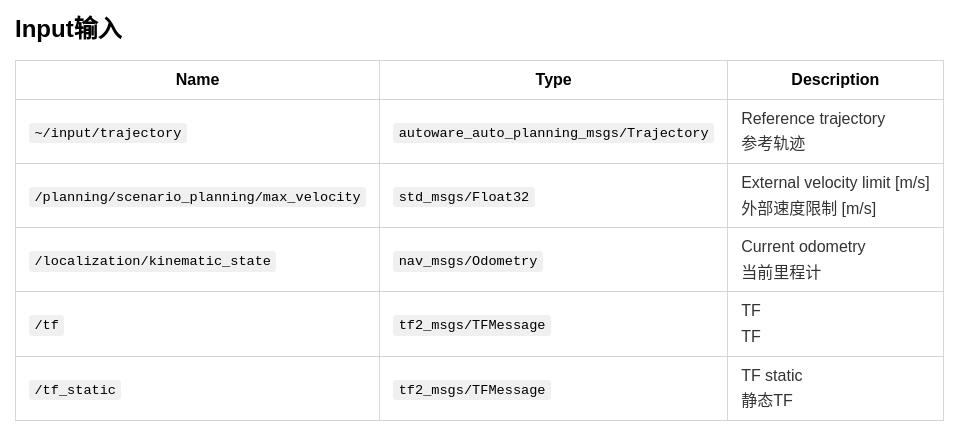 Input输入
Name Type Description
~/input/trajectory autoware_auto_planning_msgs/Trajectory Reference trajectory
参考轨迹
/planning/scenario_planning/max_velocity std_msgs/Float32 External velocity limit [m/s]
外部速度限制 [m/s]
/localization/kinematic_state nav_msgs/Odometry Current odometry
当前里程计
/tf tf2_msgs/TFMessage TF
TF
/tf_static tf2_msgs/TFMessage TF static
静态TF